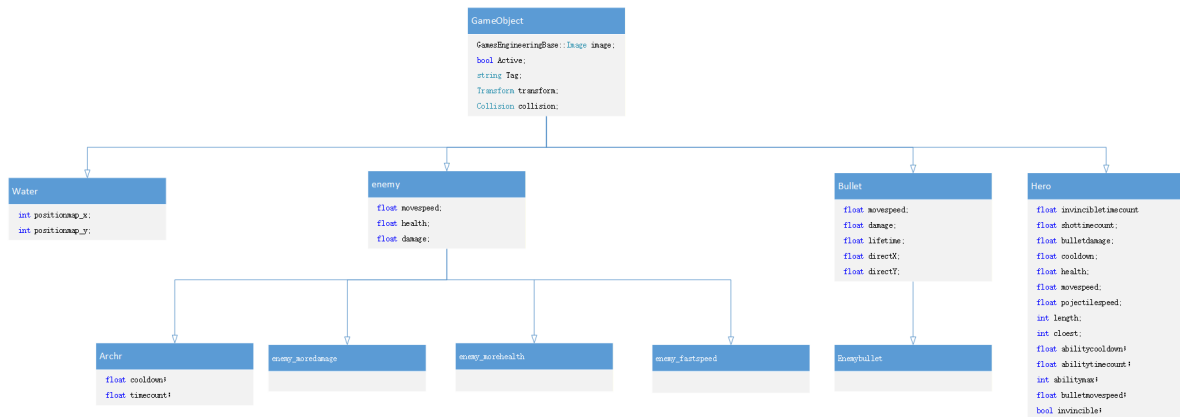 GameObject
GamesEngineeringBase::Image image;
bool Active;
string Tag;
Transform transform;
Collision collision;
Water
int positionmap_x;
int positionmap_y;
enemy
float movespeed;
float health;
float damage;
Bullet
float movespeed;
float damage;
float lifetime;
float directX;
float directY;
Hero
float invincibletimecount
float shottimecount;
float bulletdamage;
float cooldown;
float health;
float movespeed;
float pojectilespeed;
int length;
int cloest;
float abilitycooldown;
float abilitytimecount;
int abilitymax;
float bulletmovespeed;
bool invincible;
Archr
float cooldown;
float timecount;
enemy_moredamage
enemy_morehealth
enemy_fastspeed
Enemybullet